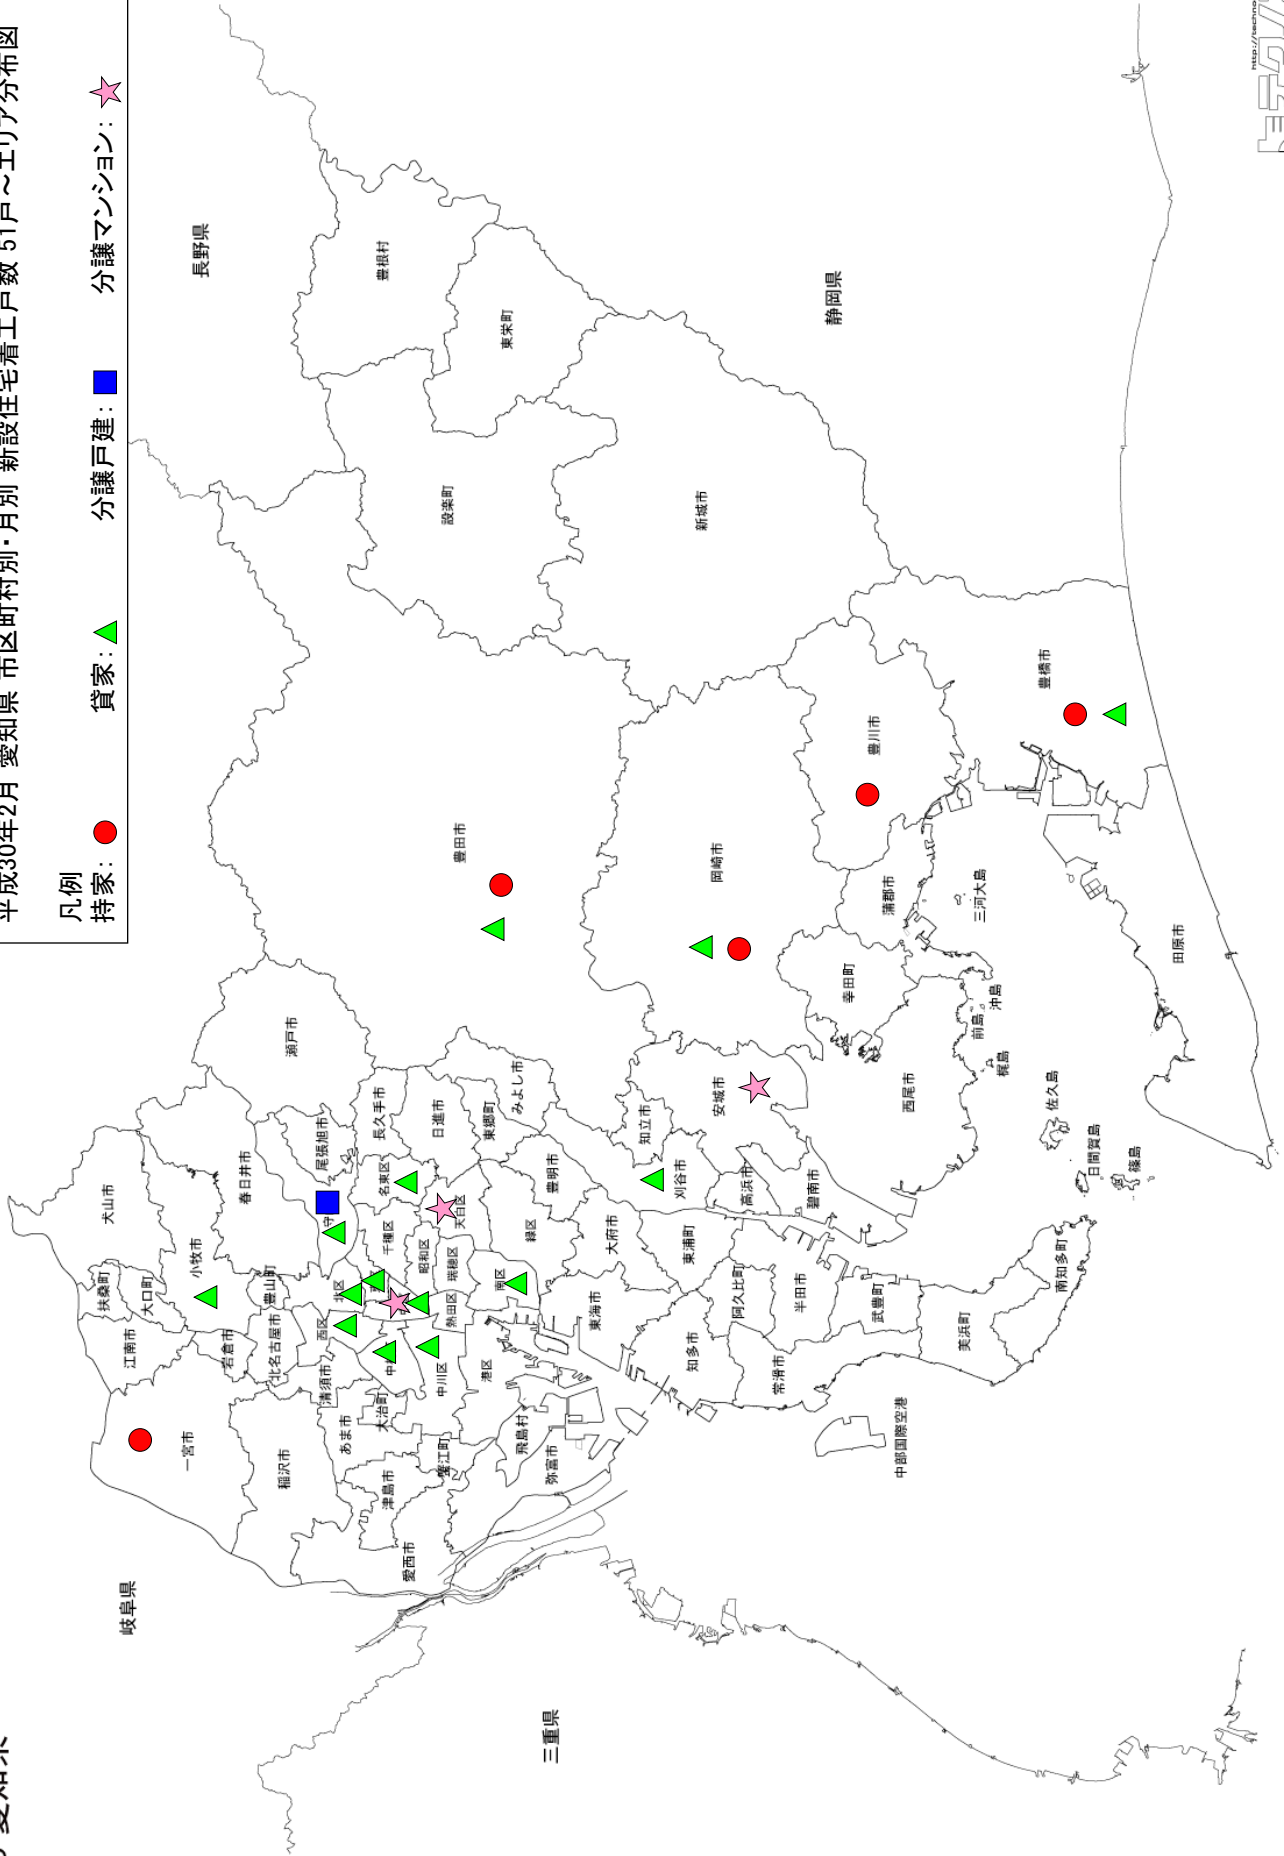 愛知県
平成30年2月 愛知県 市区町村別・月別 新設住宅着工戸数 51戸~エリア分布図
凡例
持家: 貸家: 分譲戸建: 分譲マンション:
岐阜県
長野県
静岡県
三重県
犬山市
扶桑町
大口町
江南市
小牧市
一宮市
岩倉市
春日井市
豊山町
北名古屋市
稲沢市
瀬戸市
尾張旭市
守
北区
西区
清須市
あま市
大治町
津島市
愛西市
蟹江町
飛島村
弥富市
名東区
千種区
昭和区
瑞穂区
熱田区
天白区
南区
緑区
中川区
港区
長久手市
日進市
東郷町
みよし市
豊明市
大府市
東海市
東浦町
知多市
阿久比町
半田市
常滑市
武豊町
美浜町
南知多町
中部国際空港
豊田市
知立市
刈谷市
安城市
高浜市
碧南市
西尾市
岡崎市
幸田町
蒲郡市
豊川市
豊橋市
田原市
新城市
設楽町
東栄町
豊根村
三河大島
沖島
前島
梶島
佐久島
日間賀島
篠島